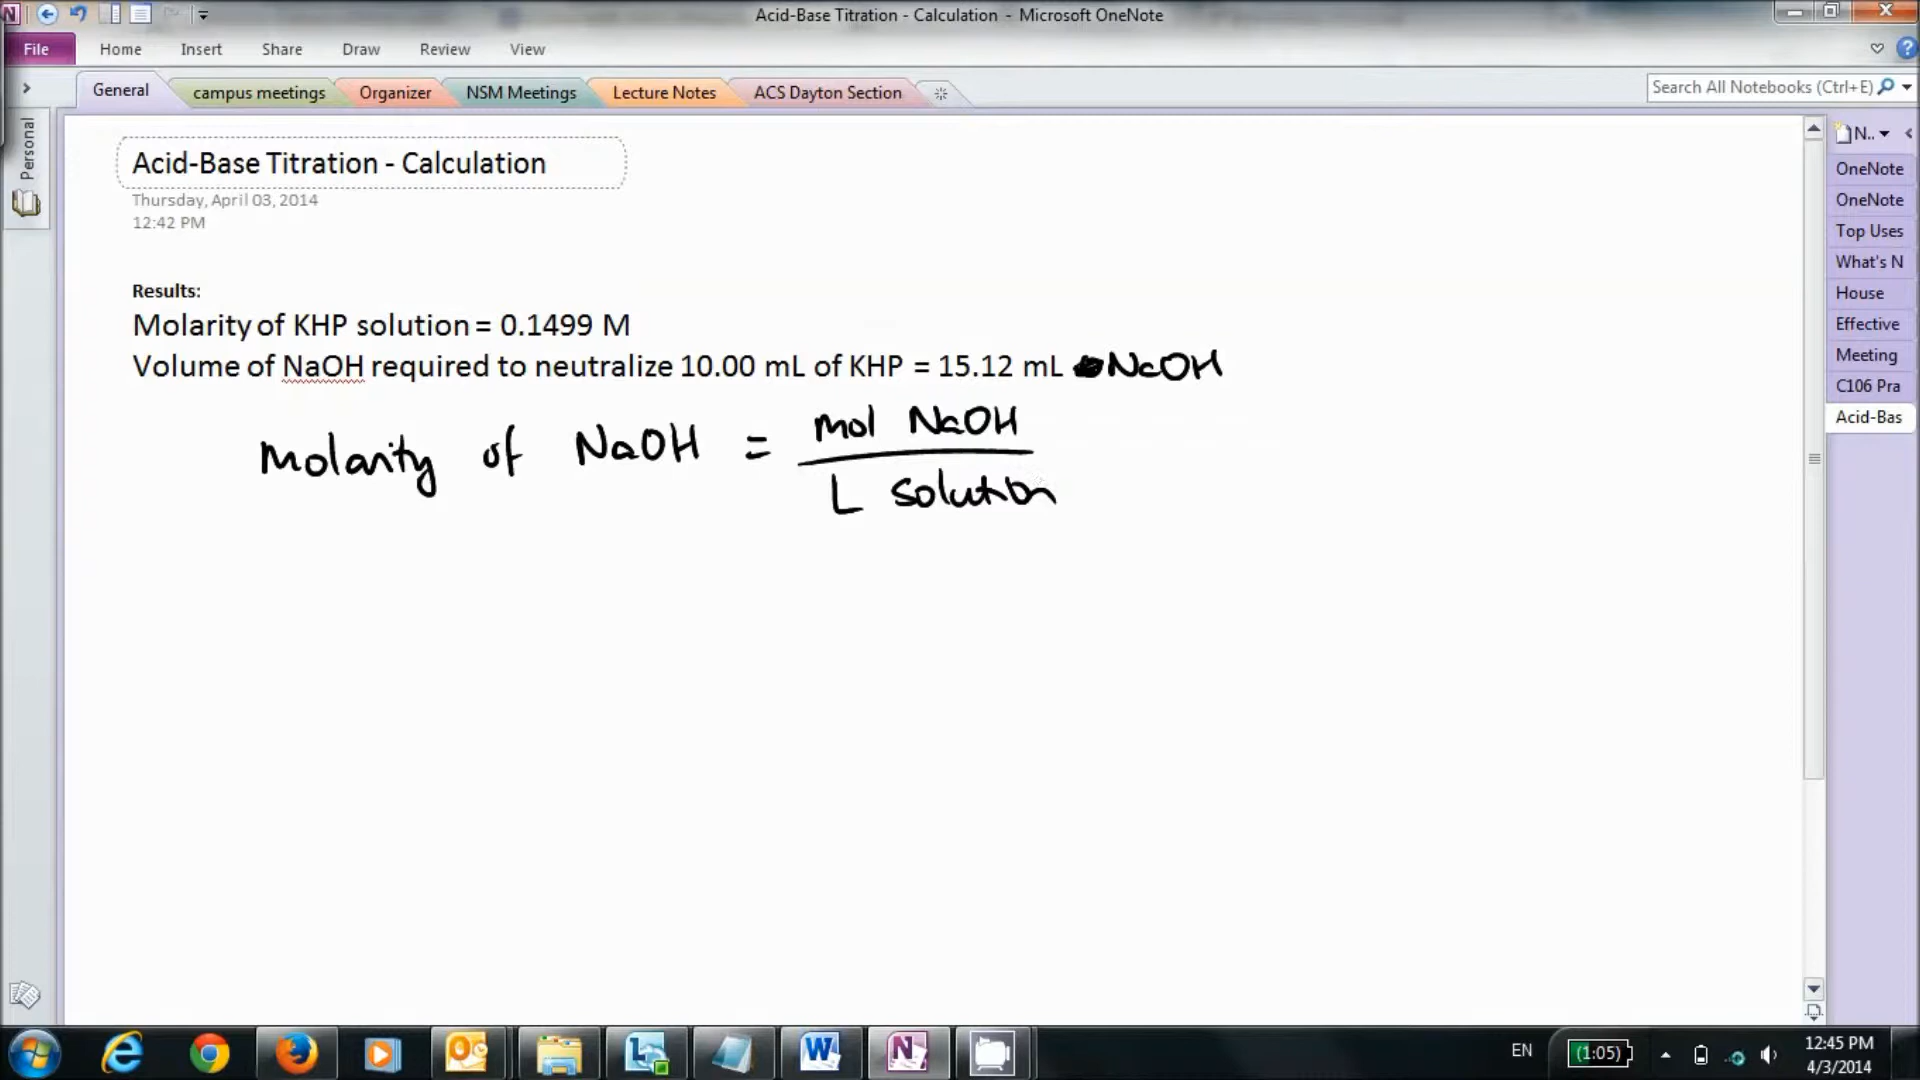 Acid-Base Titration - Calculation - Microsoft OneNote
File Home Insert Share Draw Review View
General campus meetings Organizer NSM Meetings Lecture Notes ACS Dayton Section
Search All Notebooks (Ctrl+E)
Personal
N..
OneNote
OneNote
Top Uses
What's N
House
Effective
Meeting
C106 Pra
Acid-Bas
Acid-Base Titration - Calculation
Thursday, April 03, 2014
12:42 PM
Results:
Molarity of KHP solution = 0.1499 M
Volume of NaOH required to neutralize 10.00 mL of KHP = 15.12 mL NaOH
Molarity of NaOH = mol NaOH
L solution
EN (1:05) 12:45 PM
4/3/2014